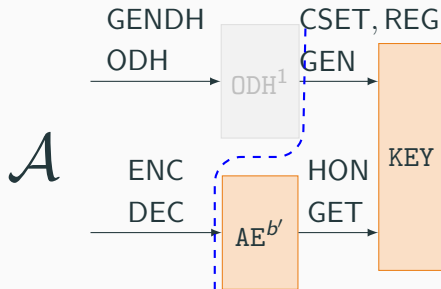 GENDH
CSET, REG
ODH
ODH¹
GEN
KEY
𝒜
ENC
HON
DEC
AE^b′
GET